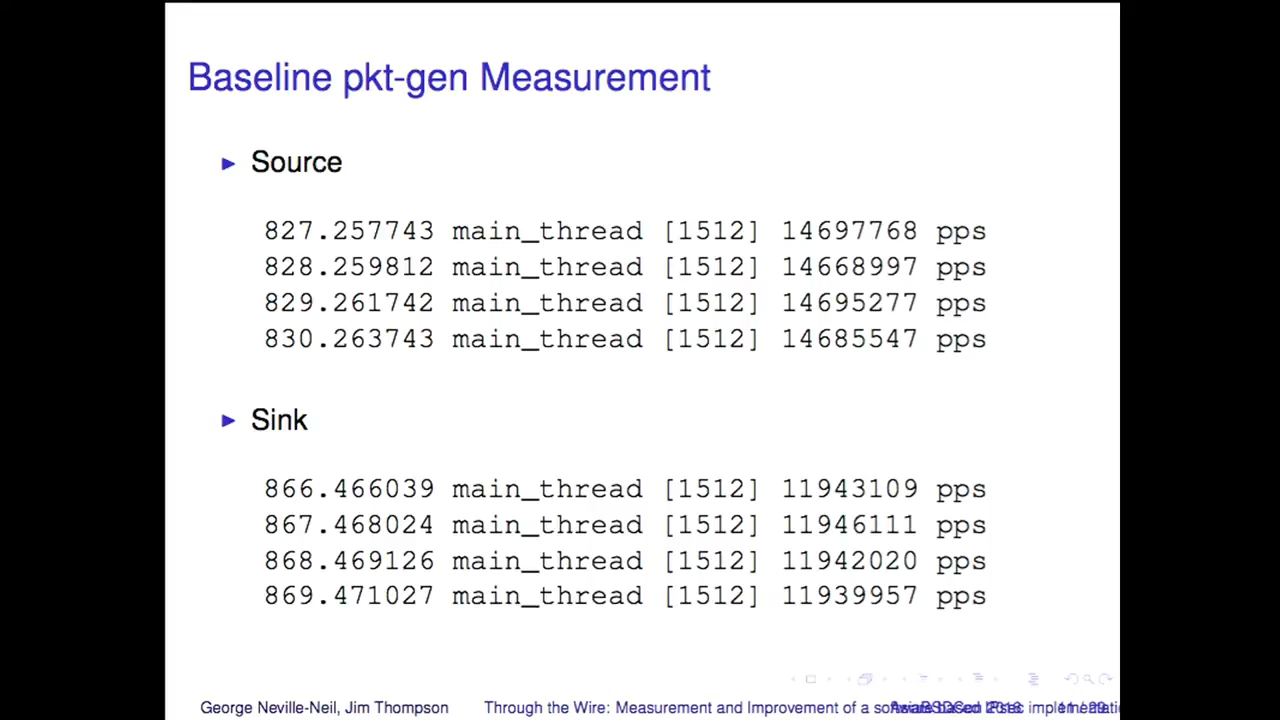 Baseline pkt-gen Measurement
Source
827.257743 main_thread [1512] 14697768 pps
828.259812 main_thread [1512] 14668997 pps
829.261742 main_thread [1512] 14695277 pps
830.263743 main_thread [1512] 14685547 pps
Sink
866.466039 main_thread [1512] 11943109 pps
867.468024 main_thread [1512] 11946111 pps
868.469126 main_thread [1512] 11942020 pps
869.471027 main_thread [1512] 11939957 pps
George Neville-Neil, Jim Thompson Through the Wire: Measurement and Improvement of a